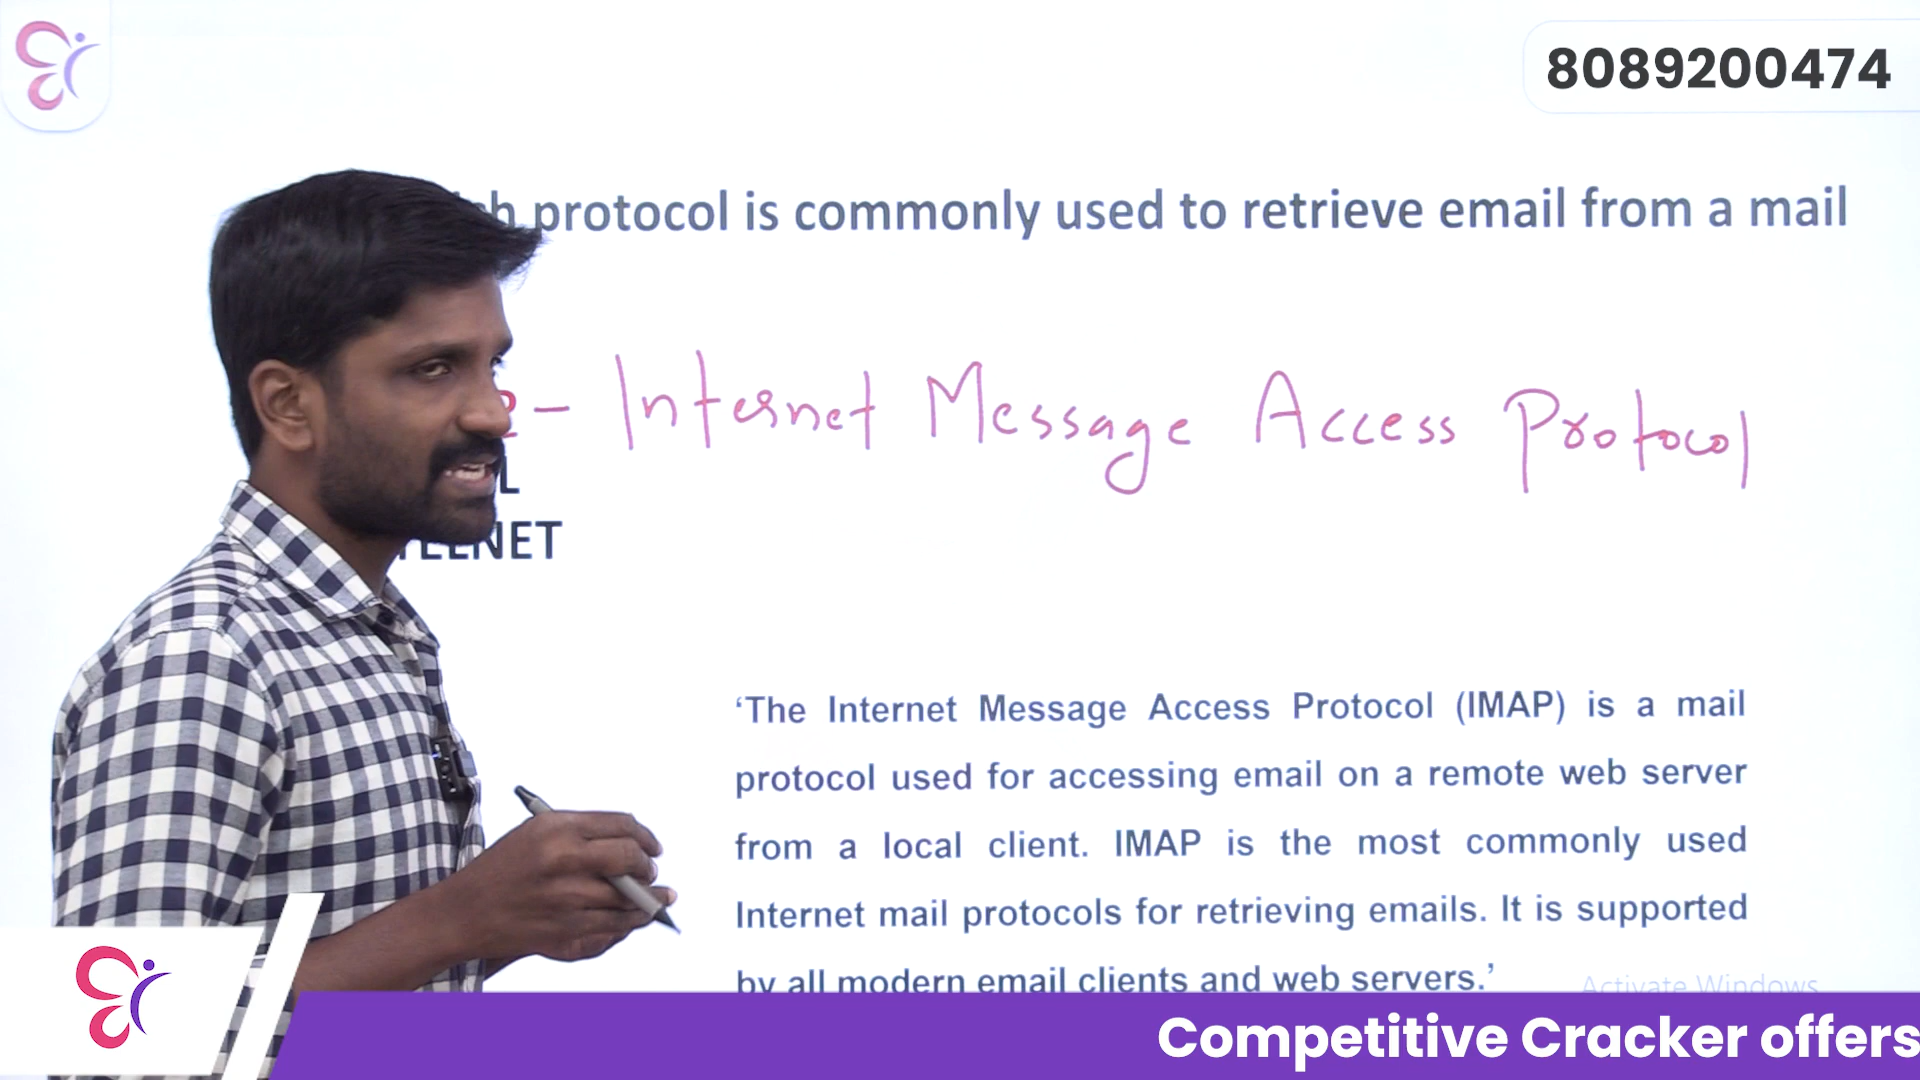 8089200474
protocol is commonly used to retrieve email from a mail
- Internet Message Access Protocol
TELNET
‘The Internet Message Access Protocol (IMAP) is a mail
protocol used for accessing email on a remote web server
from a local client. IMAP is the most commonly used
Internet mail protocols for retrieving emails. It is supported
by all modern email clients and web servers.’
Activate Windows
Competitive Cracker offers